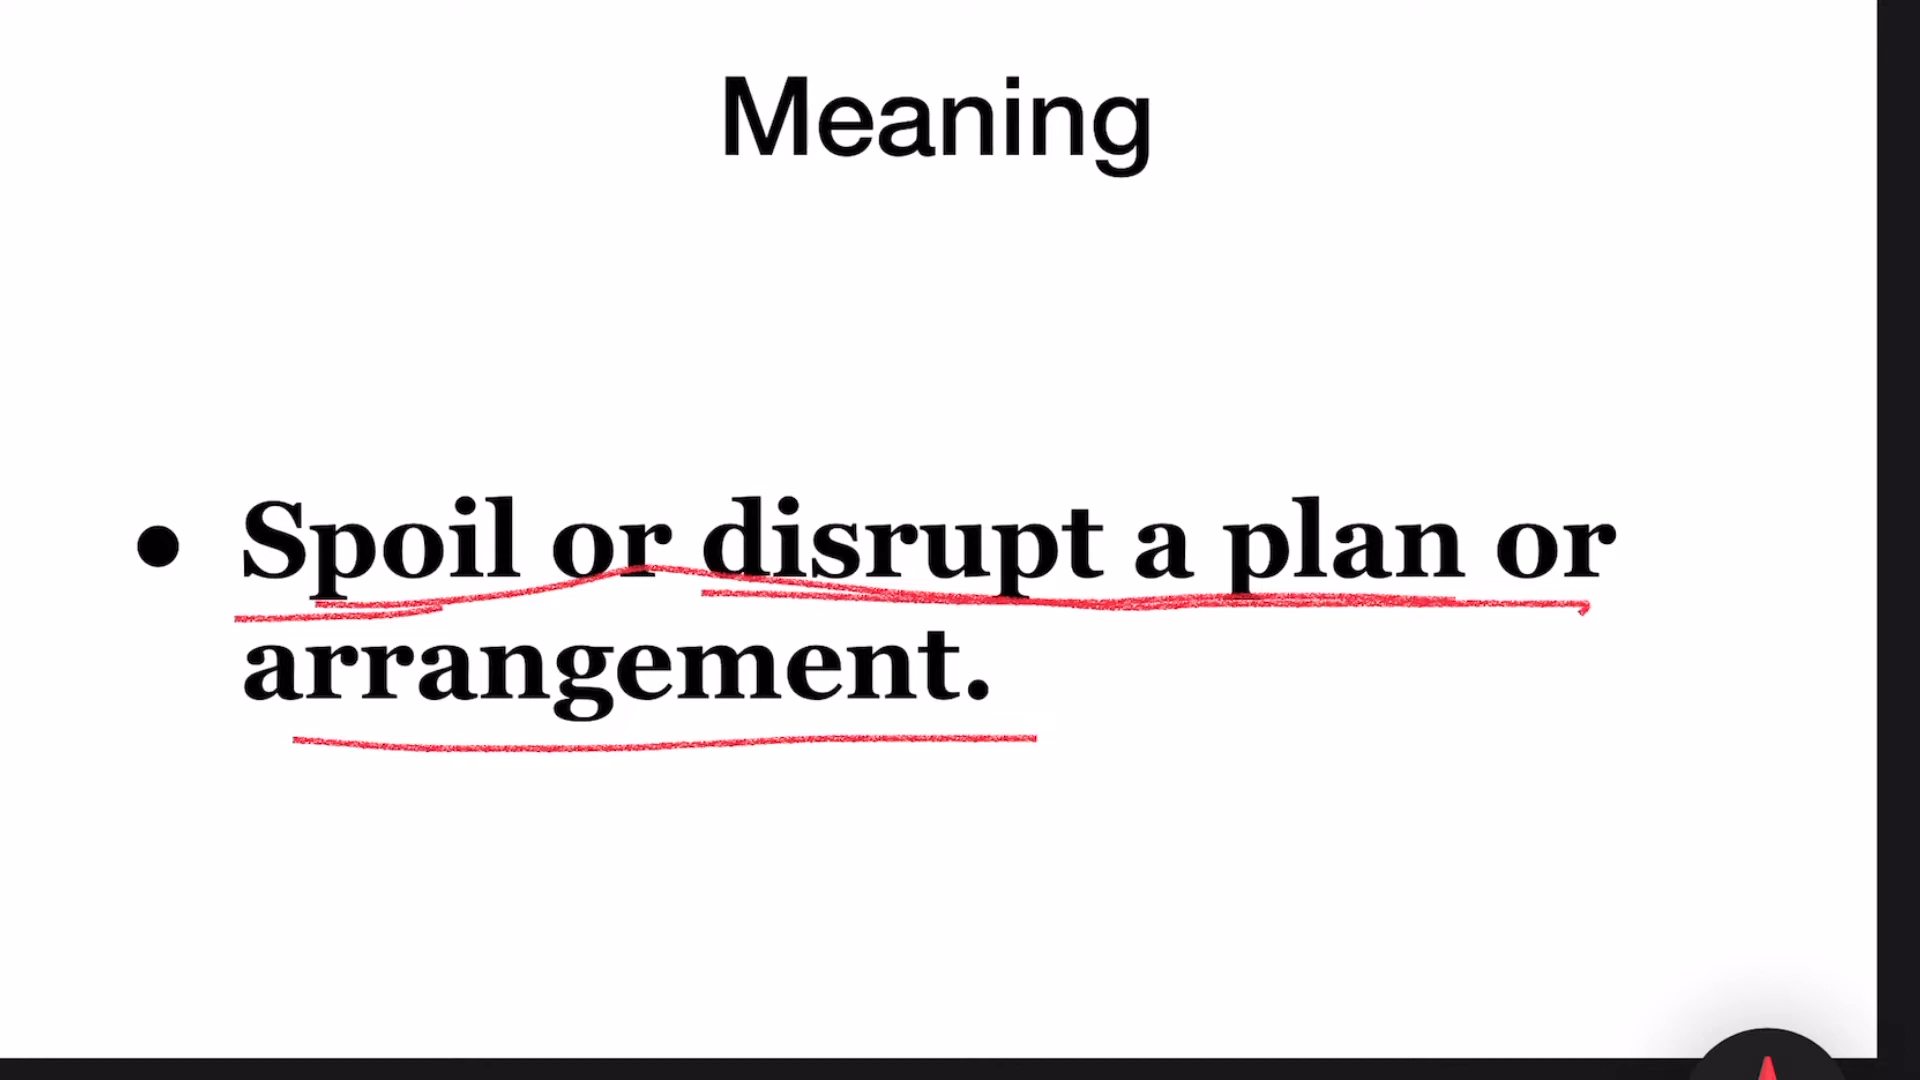 Meaning
• Spoil or disrupt a plan or
arrangement.